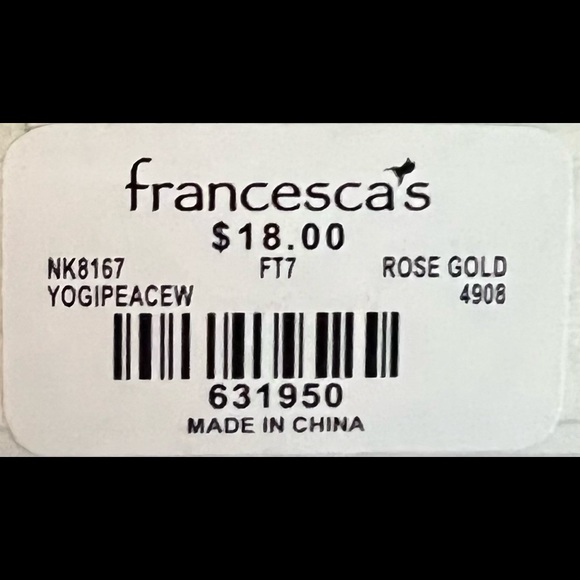 francesca's
$18.00
NK8167 FT7 ROSE GOLD
YOGIPEACEW 4908
631950
MADE IN CHINA